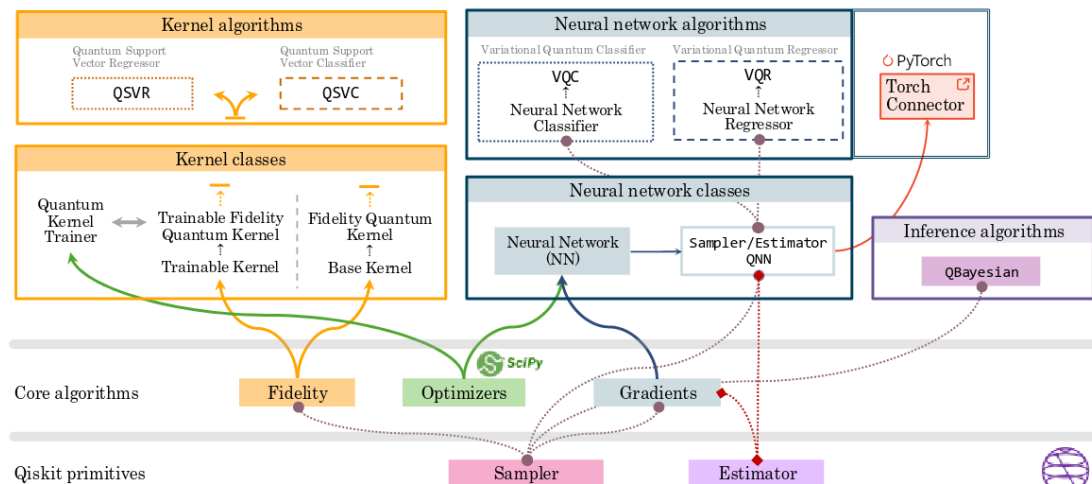 Kernel algorithms
Quantum Support
Vector Regressor
QSVR
Quantum Support
Vector Classifier
QSVC
Neural network algorithms
Variational Quantum Classifier
VQC
Neural Network
Classifier
Variational Quantum Regressor
VQR
Neural Network
Regressor
PyTorch
Torch
Connector
Kernel classes
Quantum
Kernel
Trainer
Trainable Fidelity
Quantum Kernel
Trainable Kernel
Fidelity Quantum
Kernel
Base Kernel
Neural network classes
Neural Network
(NN)
Sampler/Estimator
QNN
Inference algorithms
QBayesian
SciPy
Core algorithms
Fidelity
Optimizers
Gradients
Qiskit primitives
Sampler
Estimator